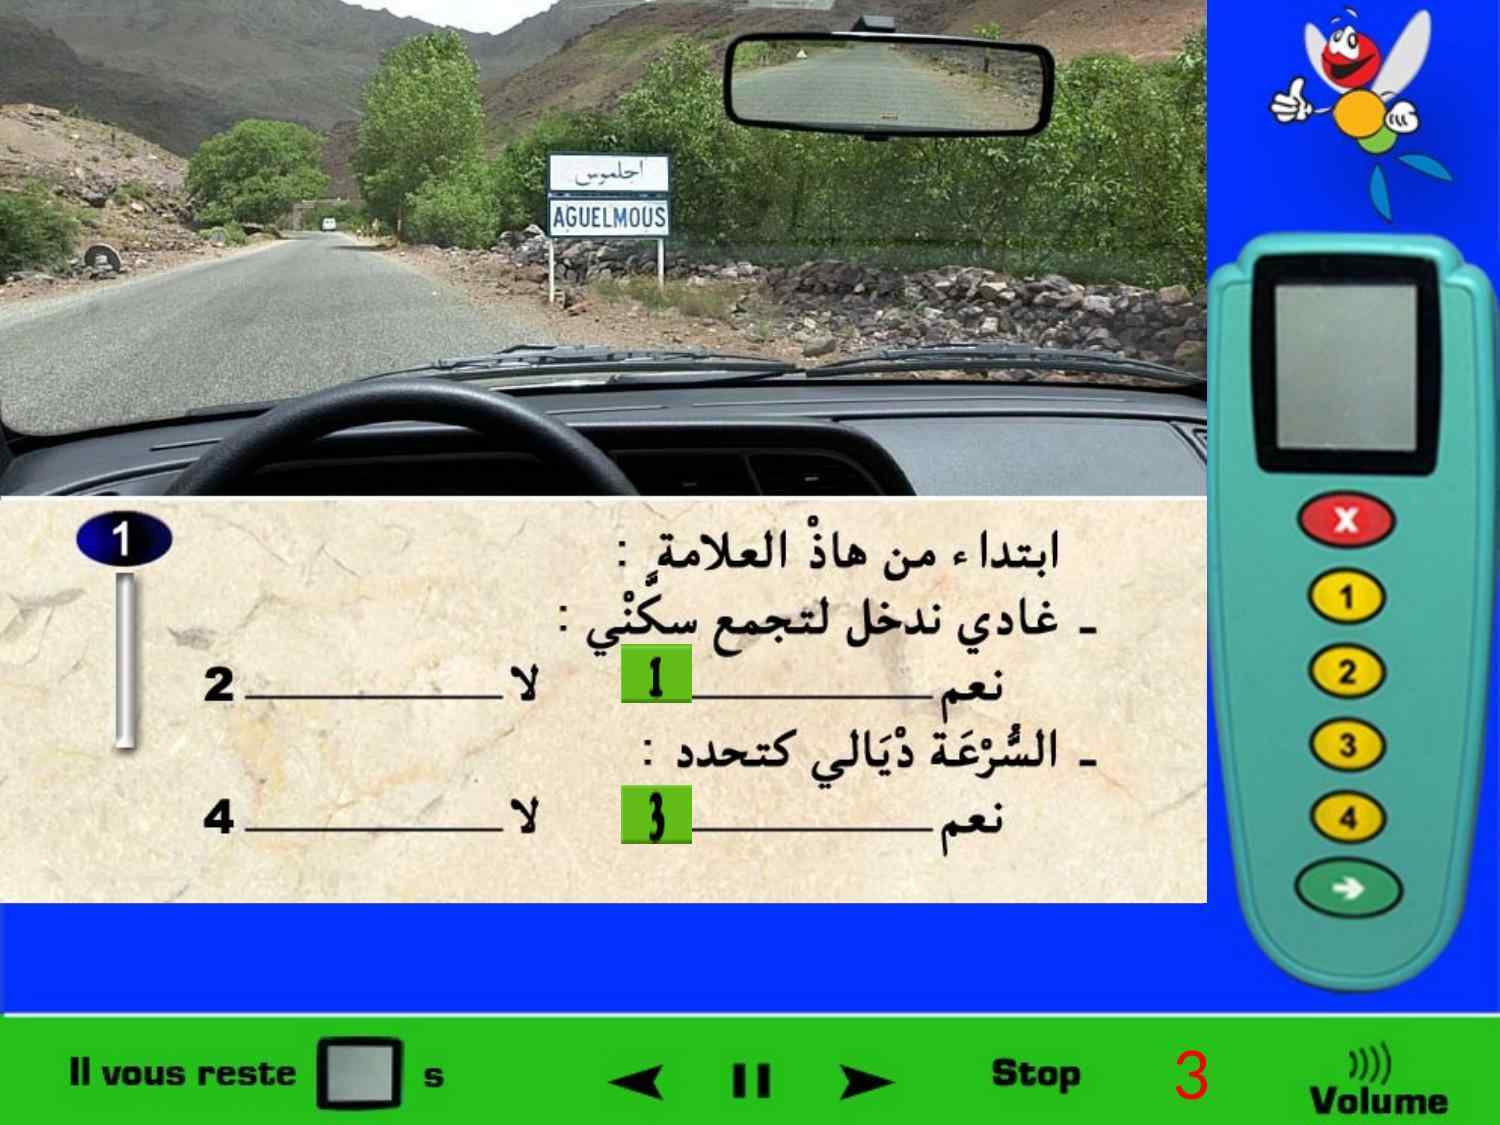 اجلموس
AGUELMOUS
1
ابتداء من هاذْ العلامة :
ـ غادي ندخل لتجمع سكَّنْي :
نعم 1 لا 2
ـ السُّرْعَة دْيَالي كتحدد :
نعم 3 لا 4
X
1
2
3
4
Il vous reste s Stop 3 Volume